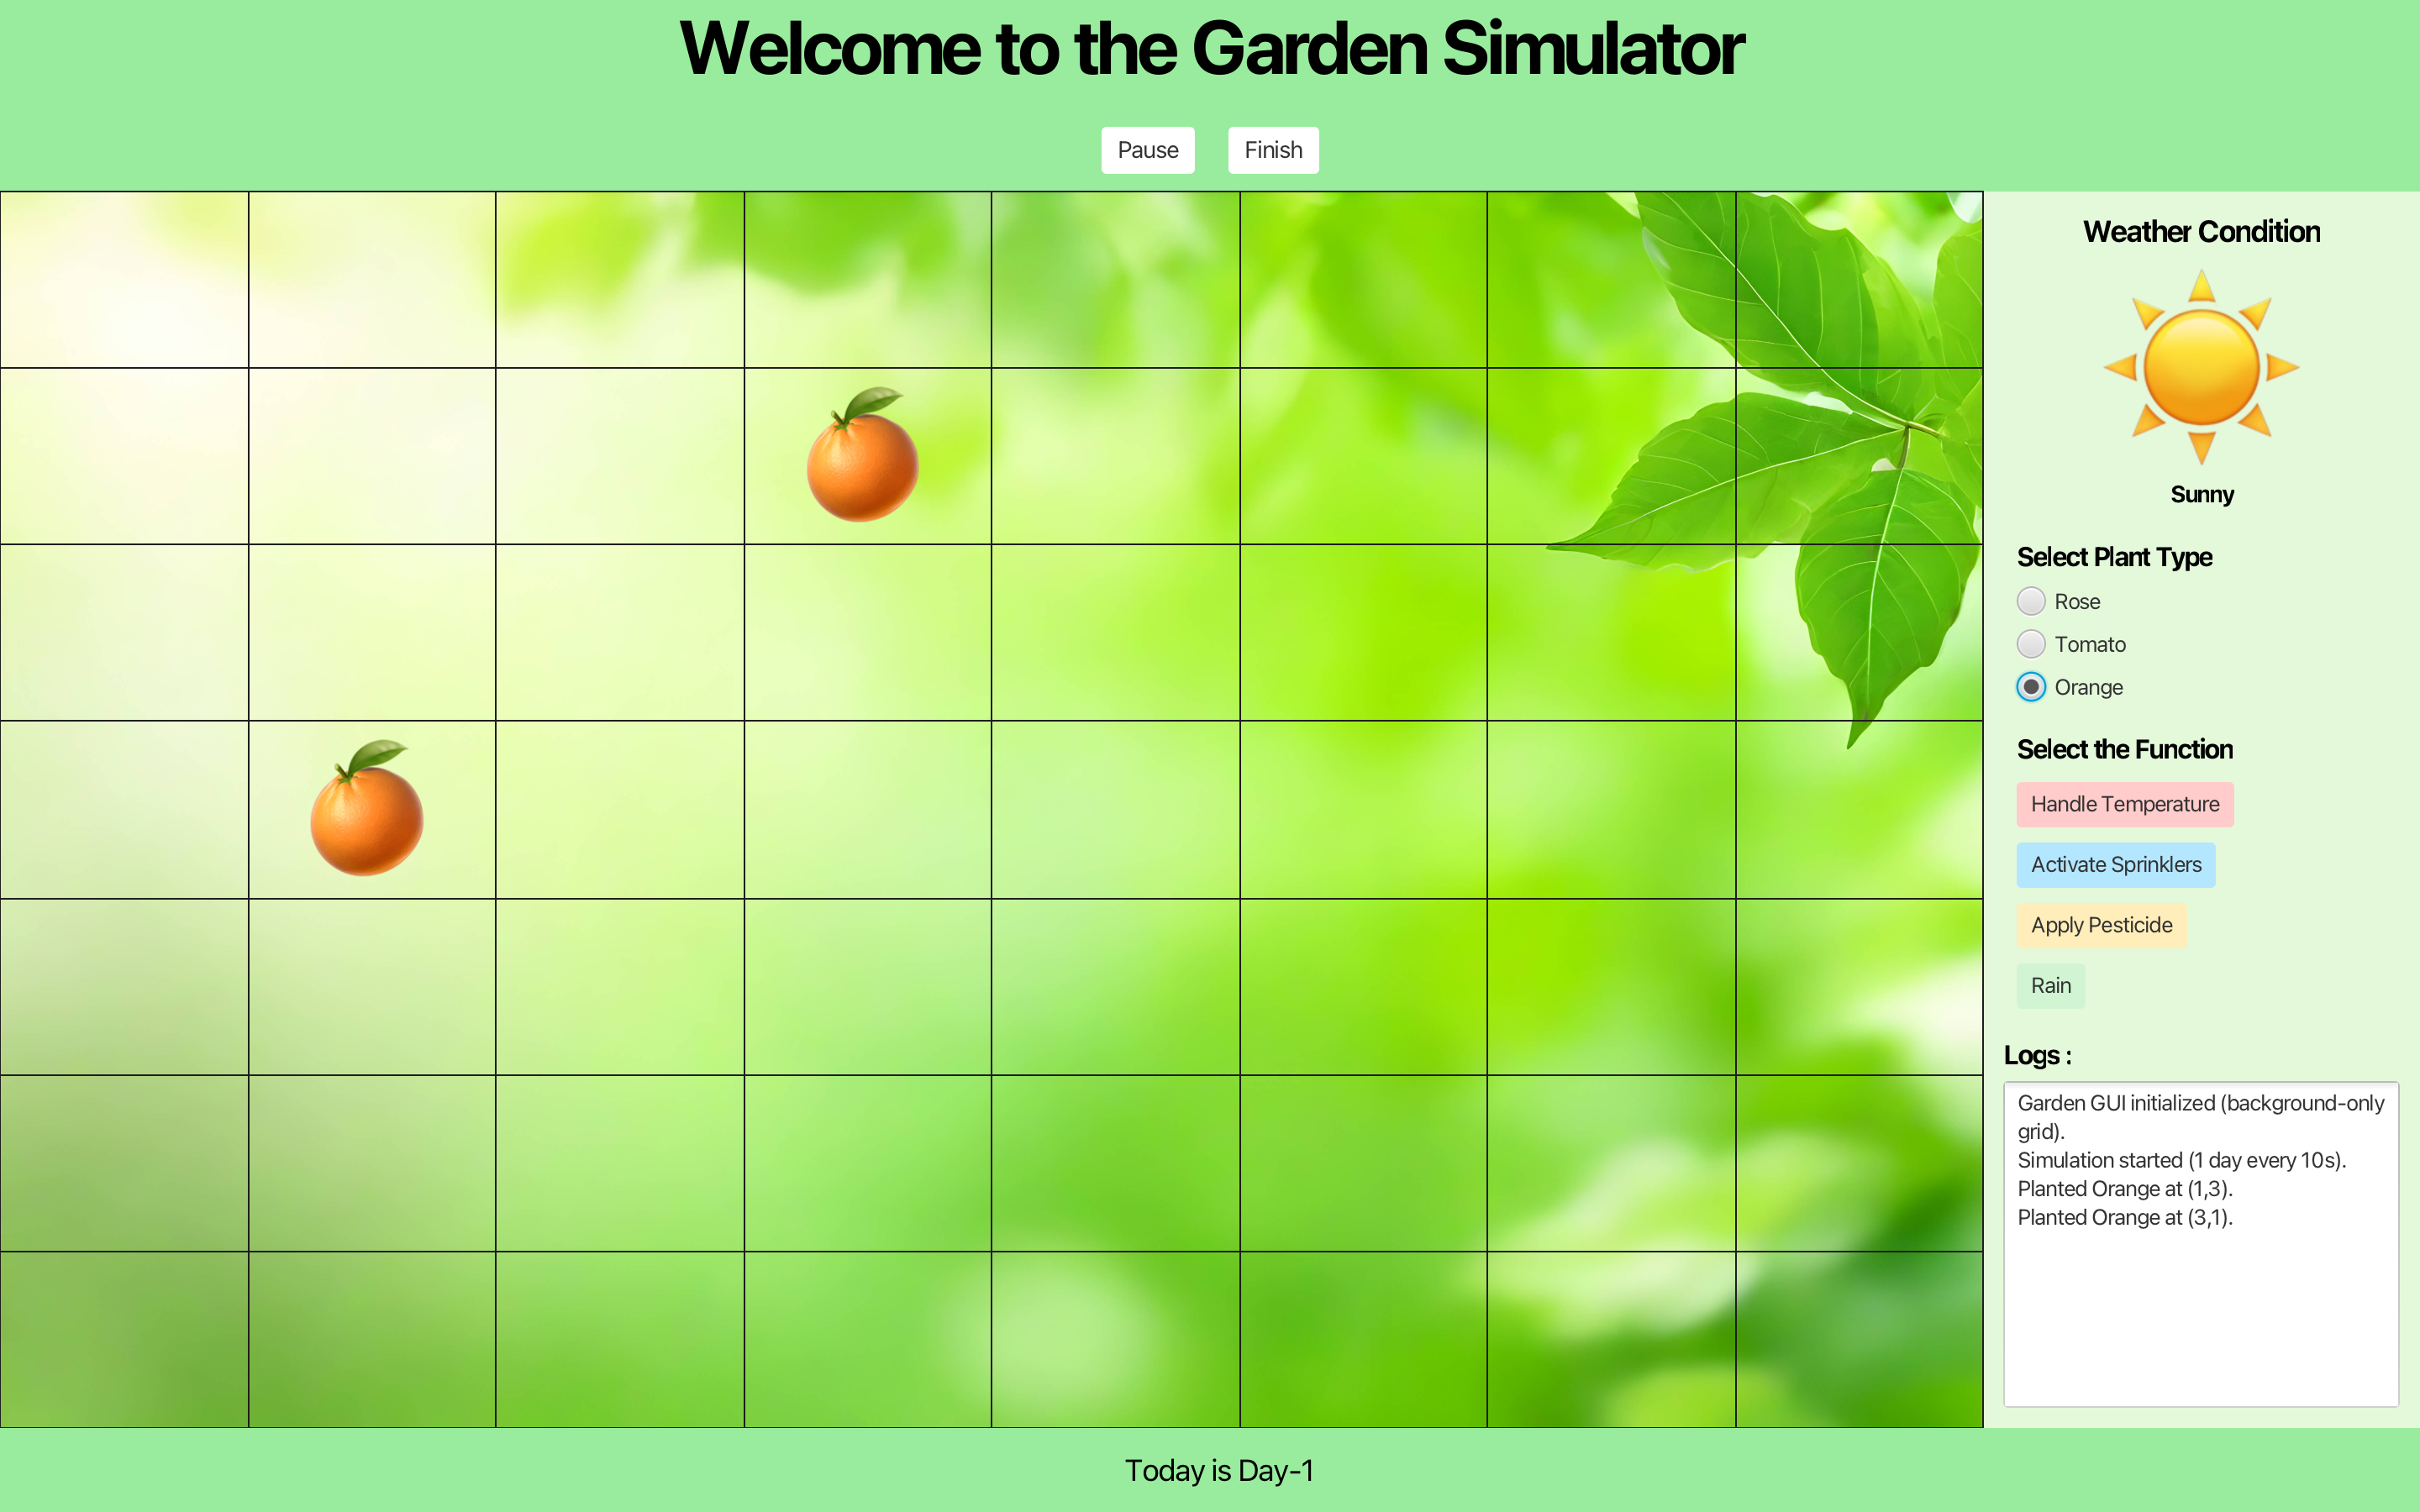 Welcome to the Garden Simulator
Pause
Finish
Weather Condition
Sunny
Select Plant Type
Rose
Tomato
Orange
Select the Function
Handle Temperature
Activate Sprinklers
Apply Pesticide
Rain
Logs :
Garden GUI initialized (background-only
grid).
Simulation started (1 day every 10s).
Planted Orange at (1,3).
Planted Orange at (3,1).
Today is Day-1